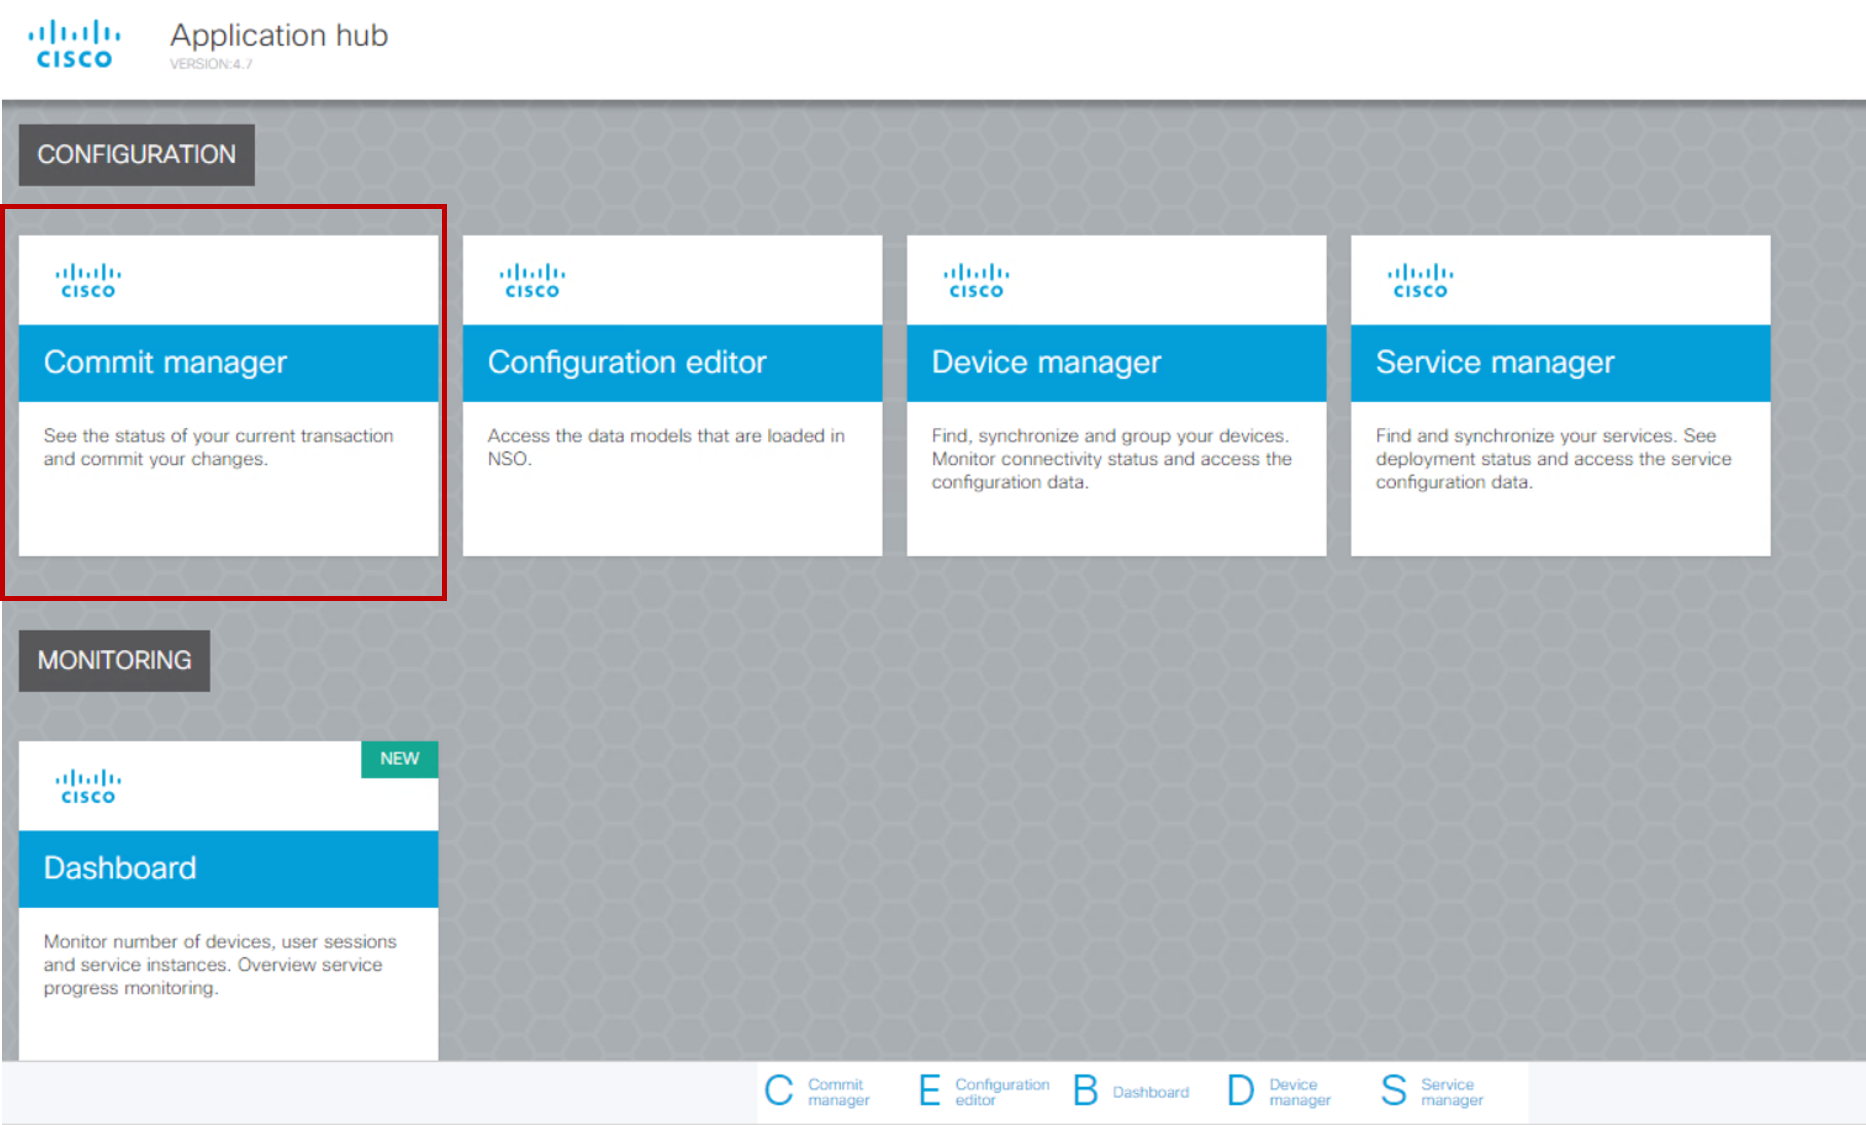 CISCO
Application hub
VERSION:4.7
CONFIGURATION
CISCO
Commit manager
See the status of your current transaction
and commit your changes.
CISCO
Configuration editor
Access the data models that are loaded in
NSO.
CISCO
Device manager
Find, synchronize and group your devices.
Monitor connectivity status and access the
configuration data.
CISCO
Service manager
Find and synchronize your services. See
deployment status and access the service
configuration data.
MONITORING
NEW
CISCO
Dashboard
Monitor number of devices, user sessions
and service instances. Overview service
progress monitoring.
C Commit
manager
E Configuration
editor
B Dashboard
D Device
manager
S Service
manager